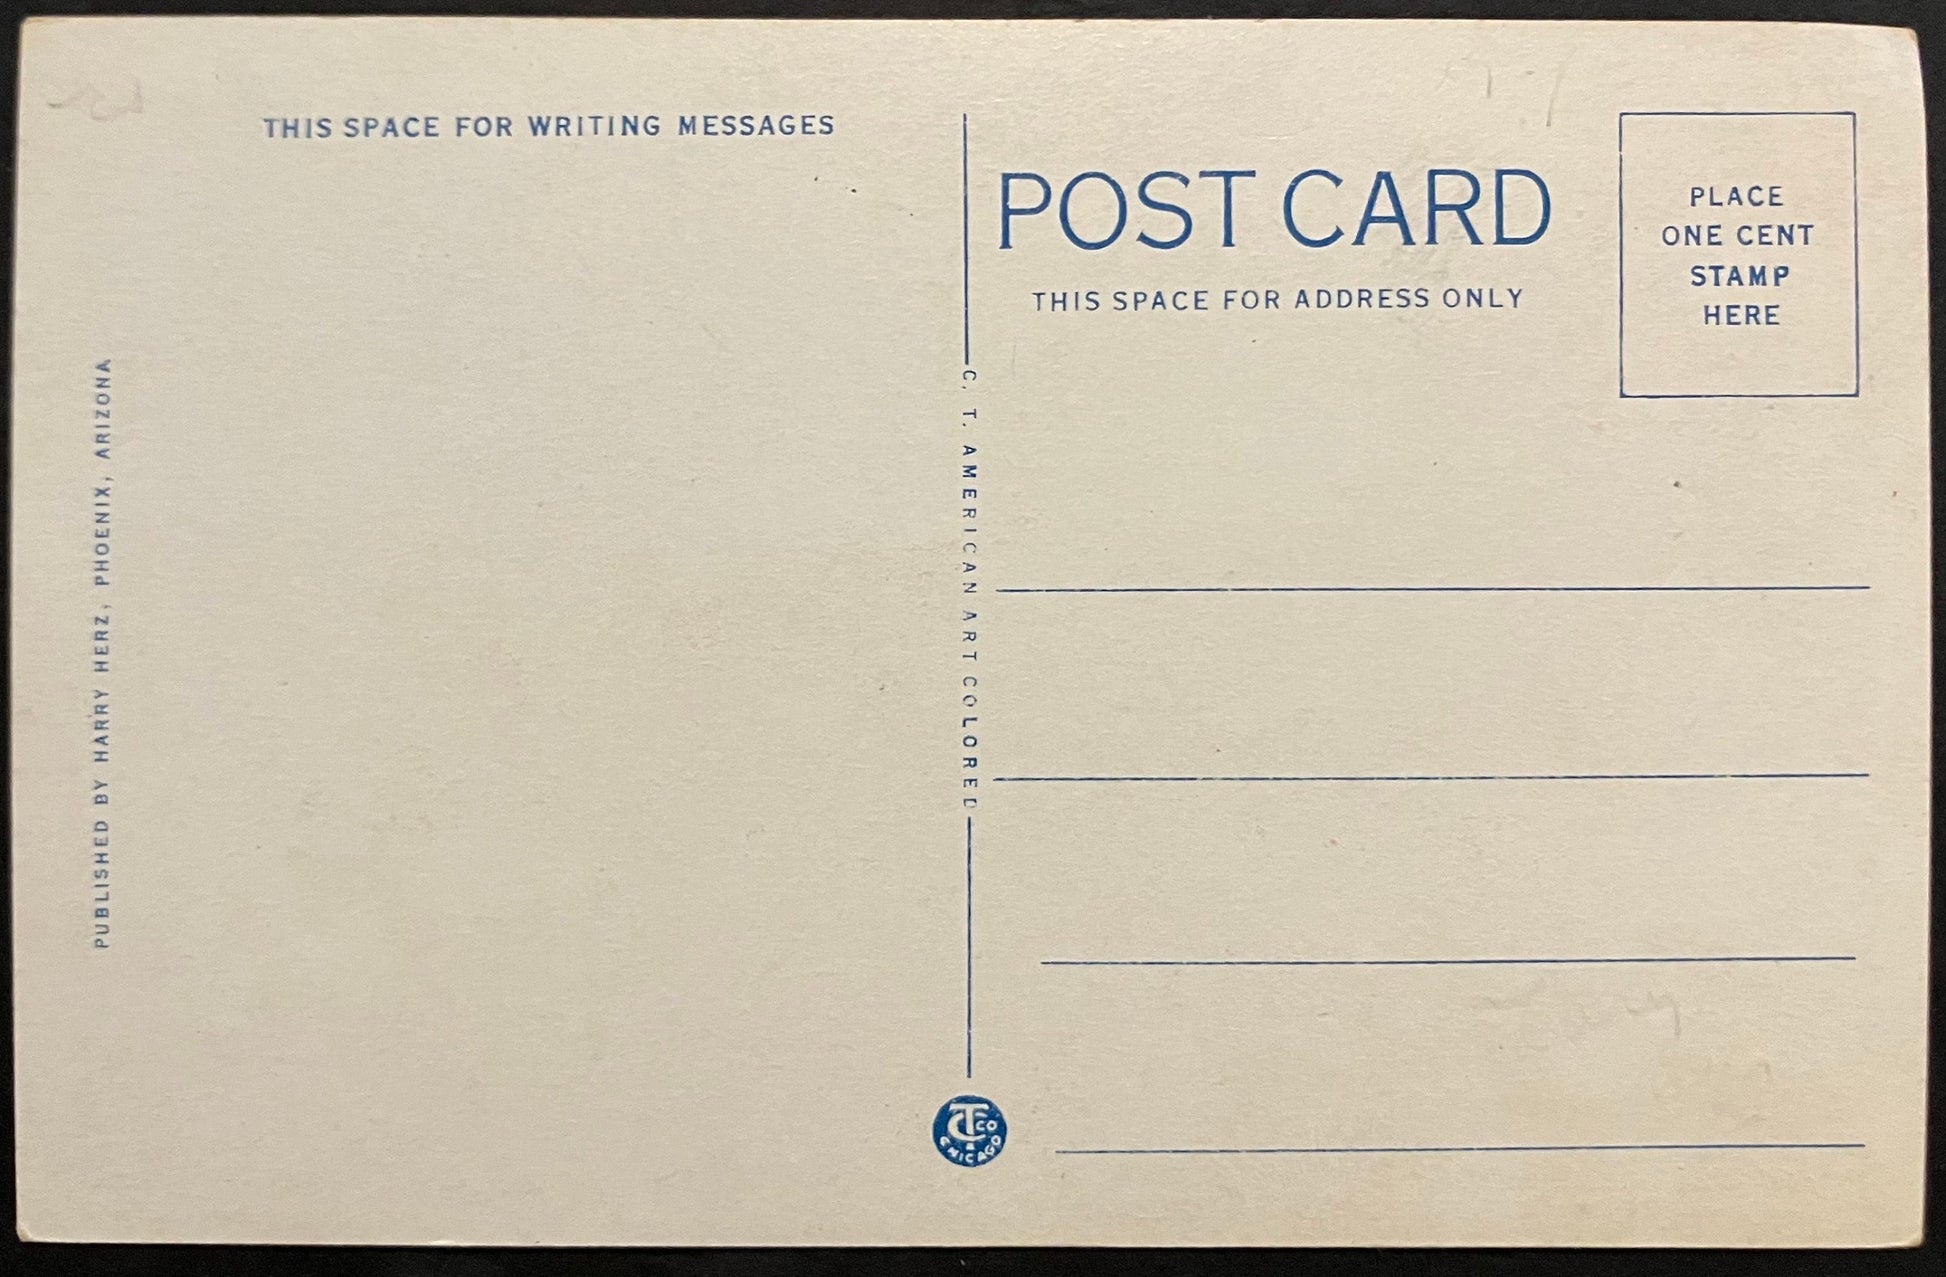 THIS SPACE FOR WRITING MESSAGES
POST CARD
THIS SPACE FOR ADDRESS ONLY
PLACE
ONE CENT
STAMP
HERE
PUBLISHED BY HARRY HERZ, PHOENIX, ARIZONA
C. T. AMERICAN ART COLORED
CT CO
CHICAGO